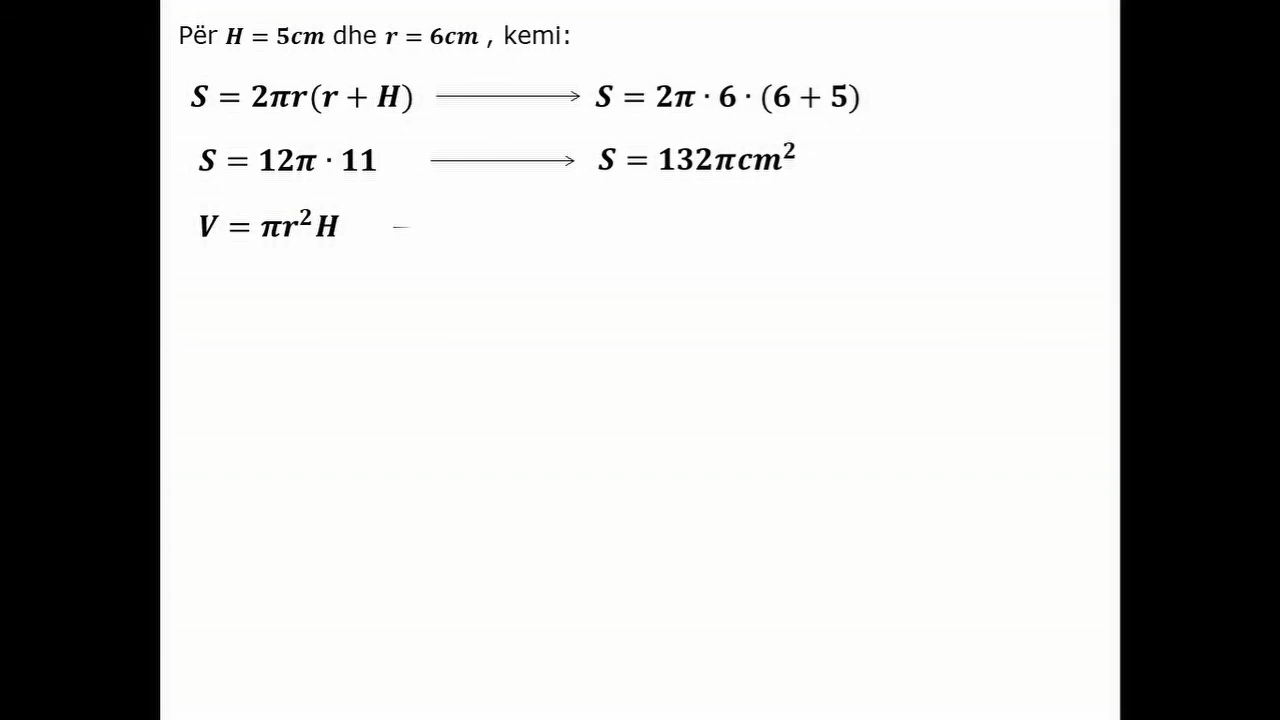 Për H = 5cm dhe r = 6cm , kemi:
S = 2πr(r + H) ⟶ S = 2π · 6 · (6 + 5)
S = 12π · 11 ⟶ S = 132πcm²
V = πr²H